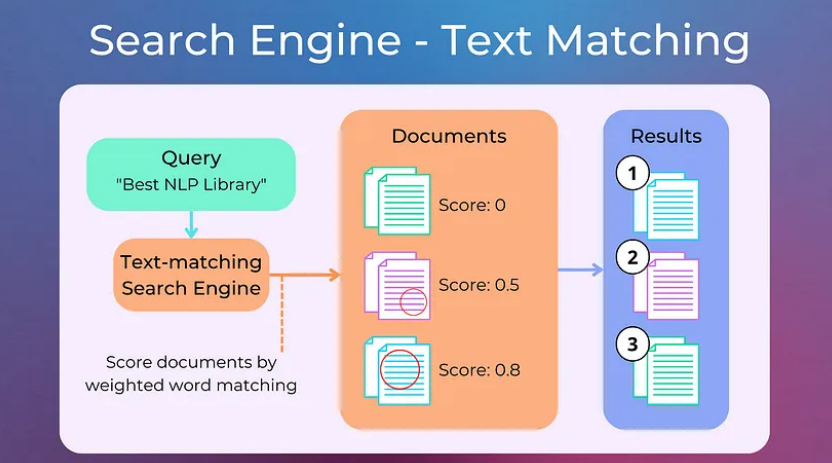 Search Engine - Text Matching
Query
"Best NLP Library"
Text-matching
Search Engine
Score documents by
weighted word matching
Documents
Score: 0
Score: 0.5
Score: 0.8
Results
1
2
3